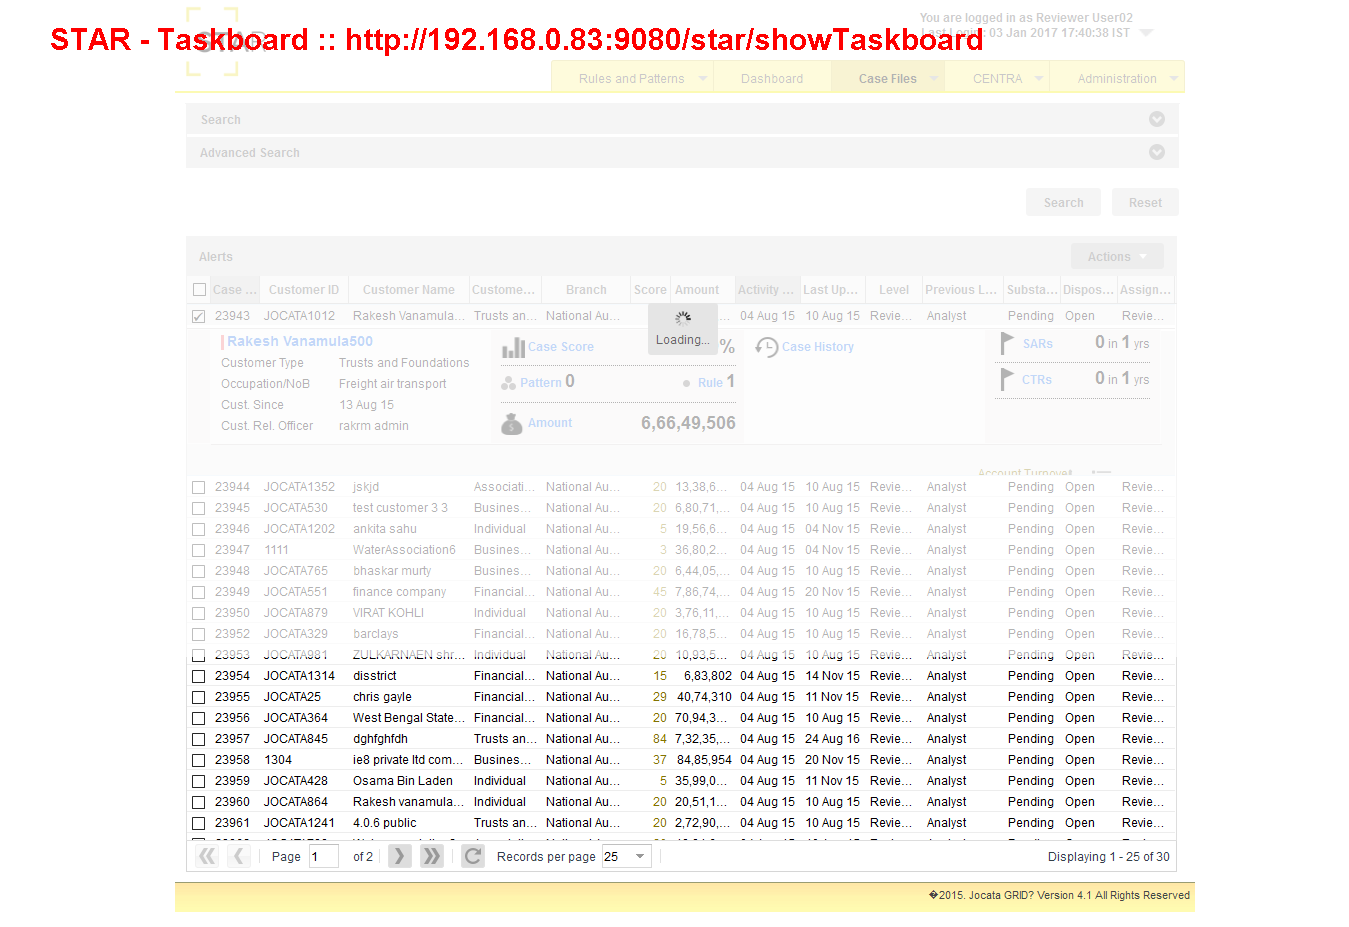 You are logged in as Reviewer User02
STAR - Taskboard :: http://192.168.0.83:9080/star/showTaskboard
STAR
Last Login : 03 Jan 2017 17:40:38 IST
Rules and Patterns Dashboard Case Files CENTRA Administration
Search
Advanced Search
Search Reset
Alerts Actions
Case ... Customer ID Customer Name Custome... Branch Score Amount Activity ... Last Up... Level Previous L... Substa... Dispos... Assign...
23943 JOCATA1012 Rakesh Vanamula... Trusts an... National Au... ... 04 Aug 15 10 Aug 15 Revie... Analyst Pending Open Revie...
Loading...
Rakesh Vanamula500 Case Score % Case History SARs 0 in 1 yrs
Customer Type Trusts and Foundations
Occupation/NoB Freight air transport Pattern 0 Rule 1 CTRs 0 in 1 yrs
Cust. Since 13 Aug 15
Cust. Rel. Officer rakrm admin Amount 6,66,49,506
Account Turnover
23944 JOCATA1352 jskjd Associati... National Au... 20 13,38,6... 04 Aug 15 10 Aug 15 Revie... Analyst Pending Open Revie...
23945 JOCATA530 test customer 3 3 Busines... National Au... 20 6,80,71,... 04 Aug 15 10 Aug 15 Revie... Analyst Pending Open Revie...
23946 JOCATA1202 ankita sahu Individual National Au... 5 19,56,6... 04 Aug 15 04 Nov 15 Revie... Analyst Pending Open Revie...
23947 1111 WaterAssociation6 Busines... National Au... 3 36,80,2... 04 Aug 15 04 Nov 15 Revie... Analyst Pending Open Revie...
23948 JOCATA765 bhaskar murty Busines... National Au... 20 6,44,05,... 04 Aug 15 10 Aug 15 Revie... Analyst Pending Open Revie...
23949 JOCATA551 finance company Financial... National Au... 45 7,86,74,... 04 Aug 15 20 Nov 15 Revie... Analyst Pending Open Revie...
23950 JOCATA879 VIRAT KOHLI Individual National Au... 20 3,76,11,... 04 Aug 15 10 Aug 15 Revie... Analyst Pending Open Revie...
23952 JOCATA329 barclays Financial... National Au... 20 16,78,5... 04 Aug 15 10 Aug 15 Revie... Analyst Pending Open Revie...
23953 JOCATA981 ZULKARNAEN shr... Individual National Au... 20 10,93,5... 04 Aug 15 10 Aug 15 Revie... Analyst Pending Open Revie...
23954 JOCATA1314 disstrict Financial... National Au... 15 6,83,802 04 Aug 15 14 Nov 15 Revie... Analyst Pending Open Revie...
23955 JOCATA25 chris gayle Financial... National Au... 29 40,74,310 04 Aug 15 11 Nov 15 Revie... Analyst Pending Open Revie...
23956 JOCATA364 West Bengal State... Financial... National Au... 20 70,94,3... 04 Aug 15 10 Aug 15 Revie... Analyst Pending Open Revie...
23957 JOCATA845 dghfghfdh Trusts an... National Au... 84 7,32,35,... 04 Aug 15 24 Aug 16 Revie... Analyst Pending Open Revie...
23958 1304 ie8 private ltd com... Busines... National Au... 37 84,85,954 04 Aug 15 20 Nov 15 Revie... Analyst Pending Open Revie...
23959 JOCATA428 Osama Bin Laden Individual National Au... 5 35,99,0... 04 Aug 15 11 Nov 15 Revie... Analyst Pending Open Revie...
23960 JOCATA864 Rakesh vanamula... Individual National Au... 20 20,51,1... 04 Aug 15 10 Aug 15 Revie... Analyst Pending Open Revie...
23961 JOCATA1241 4.0.6 public Trusts an... National Au... 20 2,72,90,... 04 Aug 15 10 Aug 15 Revie... Analyst Pending Open Revie...
Page 1 of 2 Records per page 25 Displaying 1 - 25 of 30
�2015. Jocata GRID? Version 4.1 All Rights Reserved